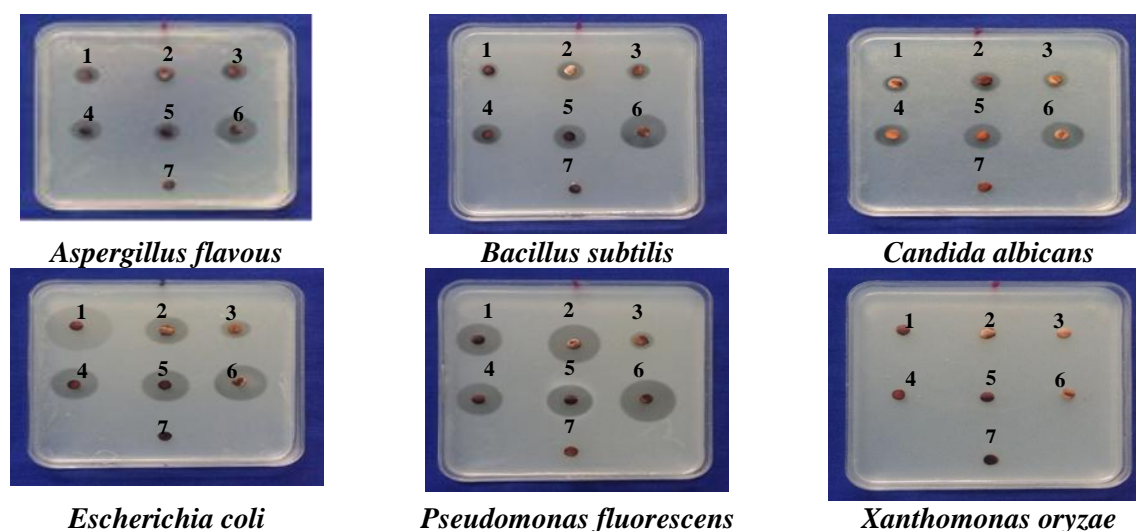 1 2 3
4 5 6
7
Aspergillus flavous
1 2 3
4 5 6
7
Bacillus subtilis
1 2 3
4 5 6
7
Candida albicans
1 2 3
4 5 6
7
Escherichia coli
1 2 3
4 5 6
7
Pseudomonas fluorescens
1 2 3
4 5 6
7
Xanthomonas oryzae